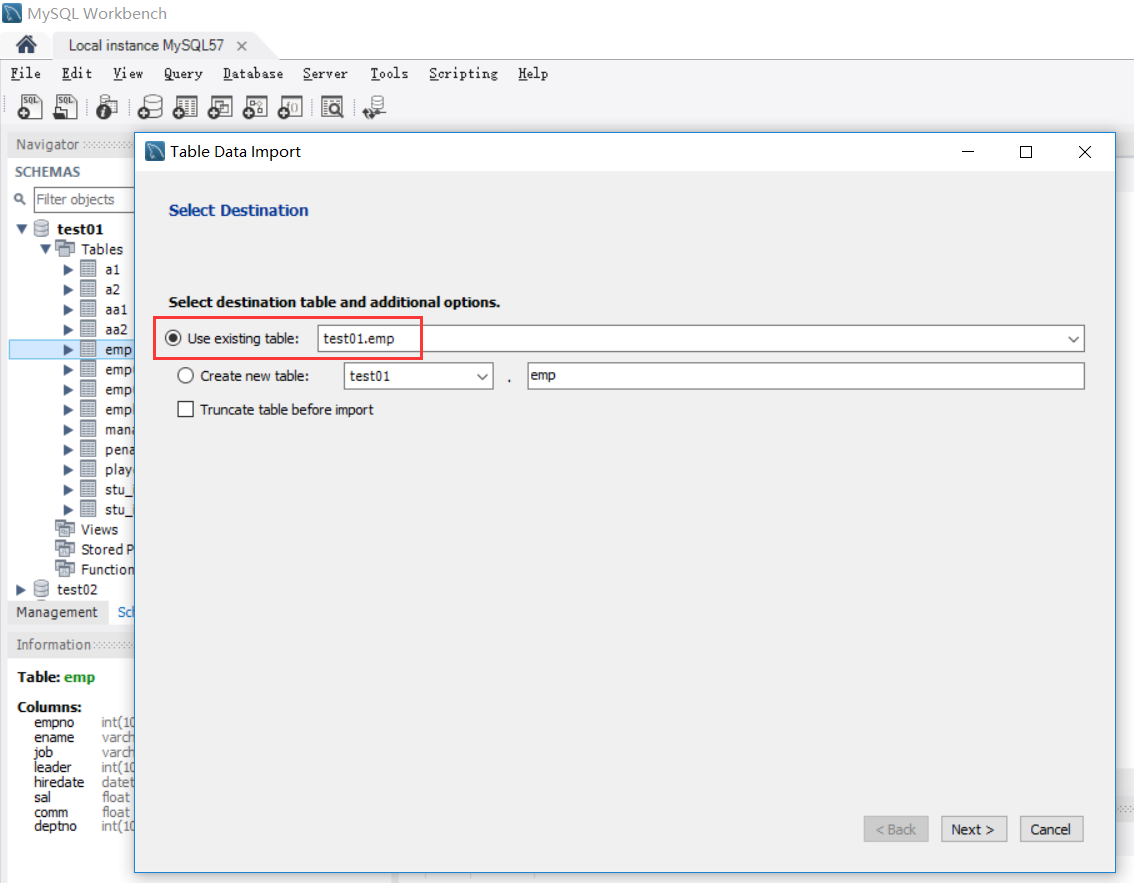 MySQL Workbench
Local instance MySQL57
File Edit View Query Database Server Tools Scripting Help
Navigator
SCHEMAS
Filter objects
test01
Tables
a1
a2
aa1
aa2
emp
emp
emp
emp
mana
pena
play
stu_
stu_
Views
Stored P
Function
test02
Management Sc
Information
Table: emp
Columns:
empno int(10
ename varch
job varch
leader int(10
hiredate datet
sal float
comm float
deptno int(10
Table Data Import
Select Destination
Select destination table and additional options.
Use existing table: test01.emp
Create new table: test01 . emp
Truncate table before import
< Back Next > Cancel